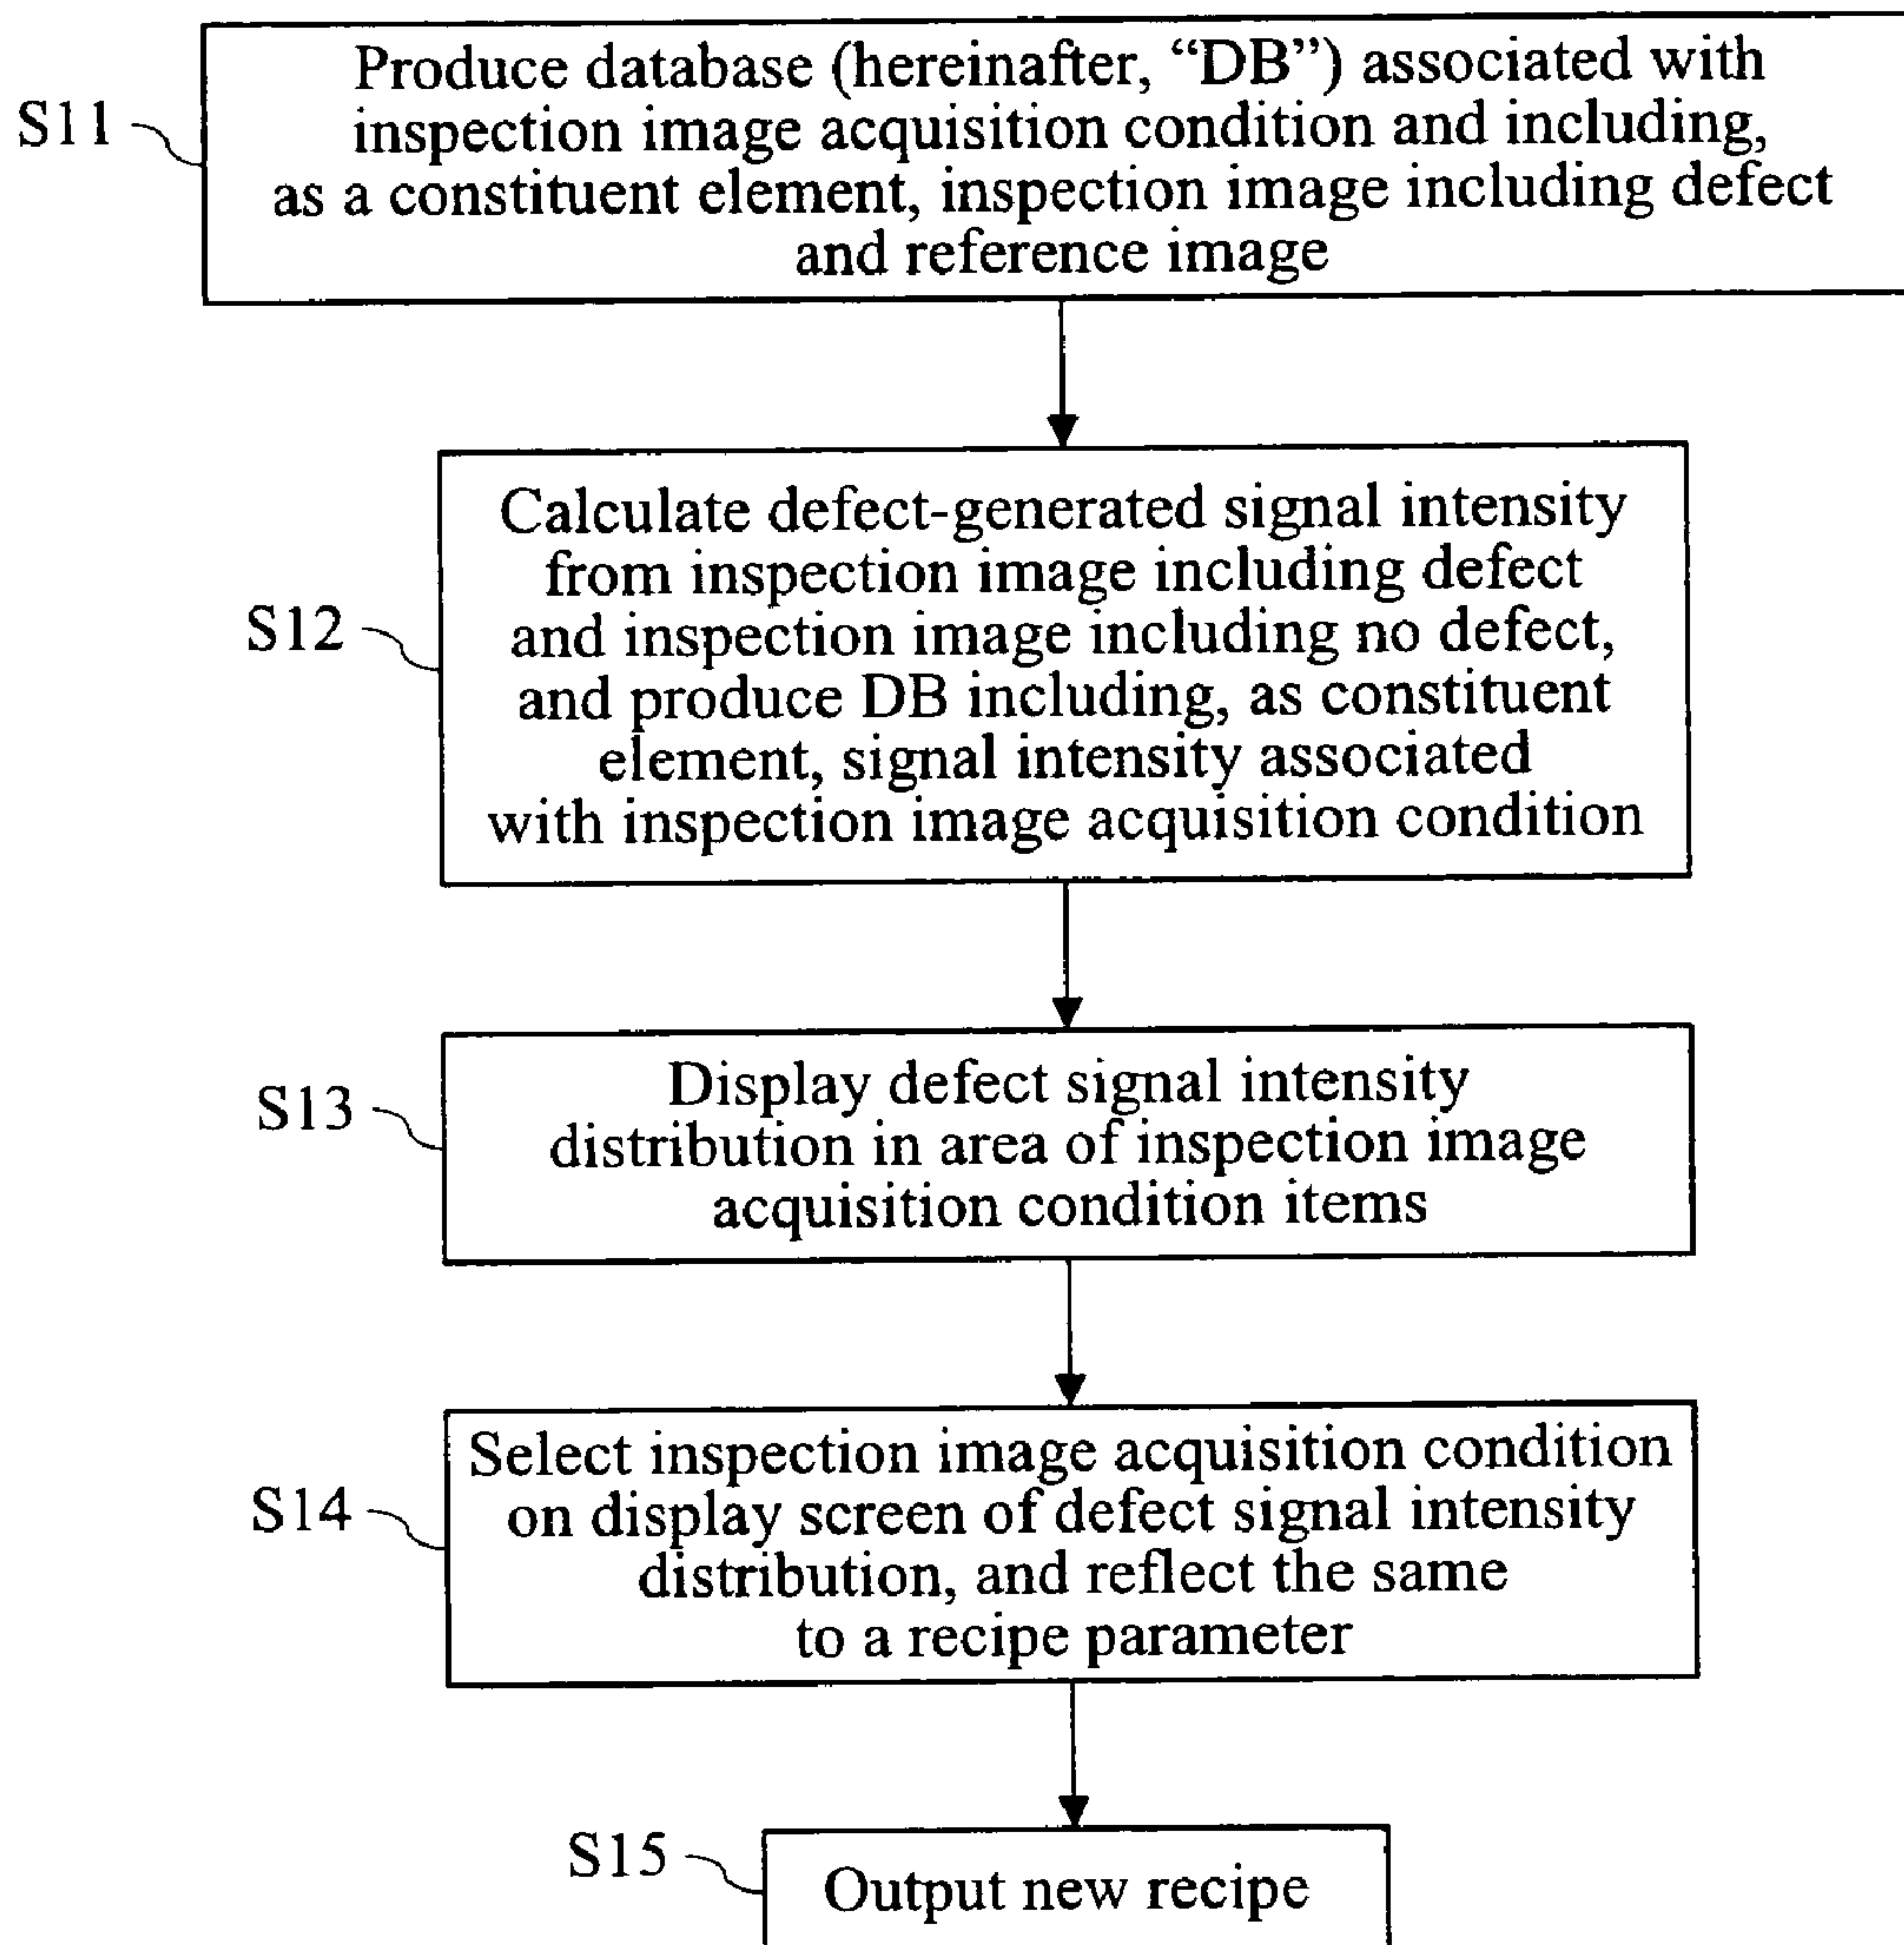 S11
Produce database (hereinafter, “DB”) associated with
inspection image acquisition condition and including,
as a constituent element, inspection image including defect
and reference image
S12
Calculate defect-generated signal intensity
from inspection image including defect
and inspection image including no defect,
and produce DB including, as constituent
element, signal intensity associated
with inspection image acquisition condition
S13
Display defect signal intensity
distribution in area of inspection image
acquisition condition items
S14
Select inspection image acquisition condition
on display screen of defect signal intensity
distribution, and reflect the same
to a recipe parameter
S15
Output new recipe